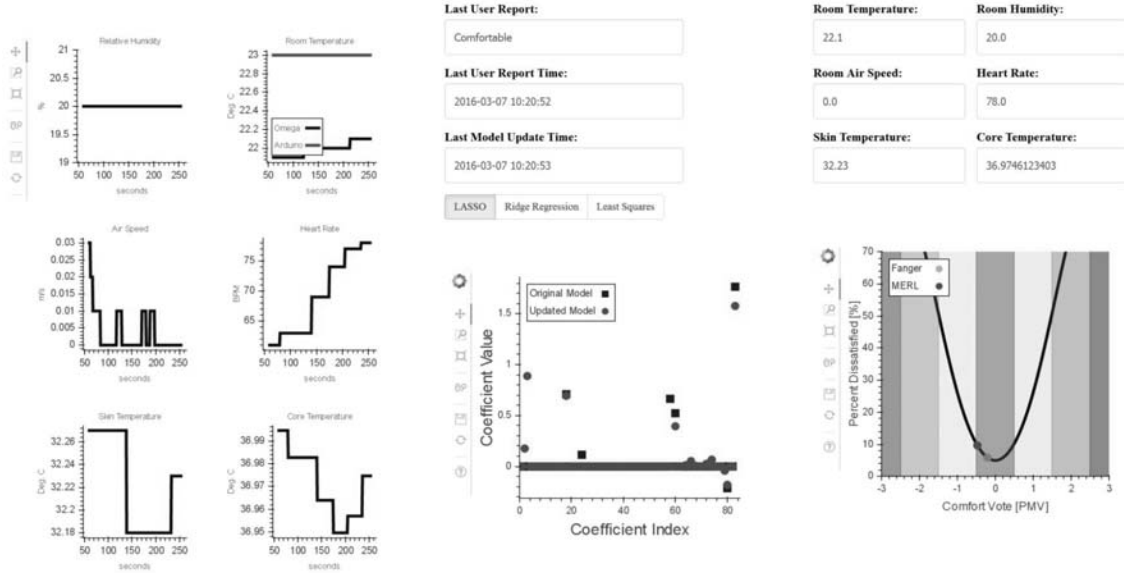 Relative Humidity
21
20.5
20
19.5
19
%
50 100 150 200 250
seconds
Room Temperature
23
22.8
22.6
22.4
22.2
22
Deg. C
Omega
Arduino
50 100 150 200 250
seconds
Air Speed
0.03
0.025
0.02
0.015
0.01
0.005
0
m/s
50 100 150 200 250
seconds
Heart Rate
75
70
65
BPM
50 100 150 200 250
seconds
Skin Temperature
32.26
32.24
32.22
32.2
32.18
Deg. C
50 100 150 200 250
seconds
Core Temperature
36.99
36.98
36.97
36.96
36.95
Deg. C
50 100 150 200 250
seconds
Last User Report:
Comfortable
Last User Report Time:
2016-03-07 10:20:52
Last Model Update Time:
2016-03-07 10:20:53
LASSO Ridge Regression Least Squares
Original Model
Updated Model
1.5
1
0.5
0
Coefficient Value
0 20 40 60 80
Coefficient Index
Room Temperature: Room Humidity:
22.1 20.0
Room Air Speed: Heart Rate:
0.0 78.0
Skin Temperature: Core Temperature:
32.23 36.9746123403
Fanger
MERL
70
60
50
40
30
20
10
0
Percent Dissatisfied [%]
-3 -2 -1 0 1 2 3
Comfort Vote [PMV]